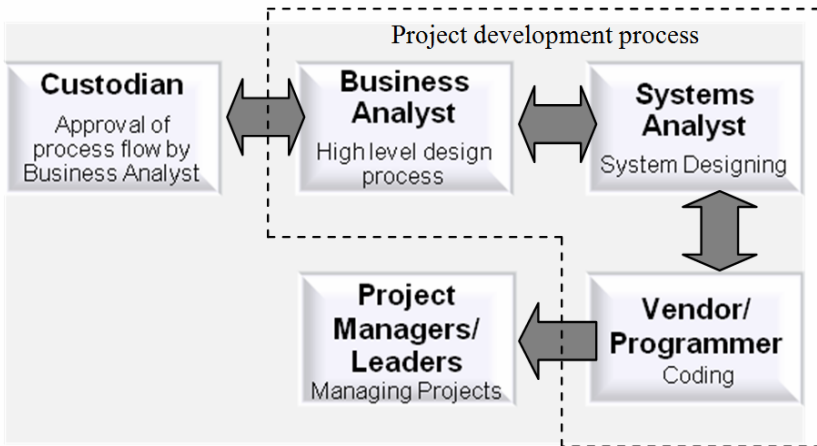 Project development process
Custodian
Approval of
process flow by
Business Analyst
Business
Analyst
High level design
process
Systems
Analyst
System Designing
Project
Managers/
Leaders
Managing Projects
Vendor/
Programmer
Coding